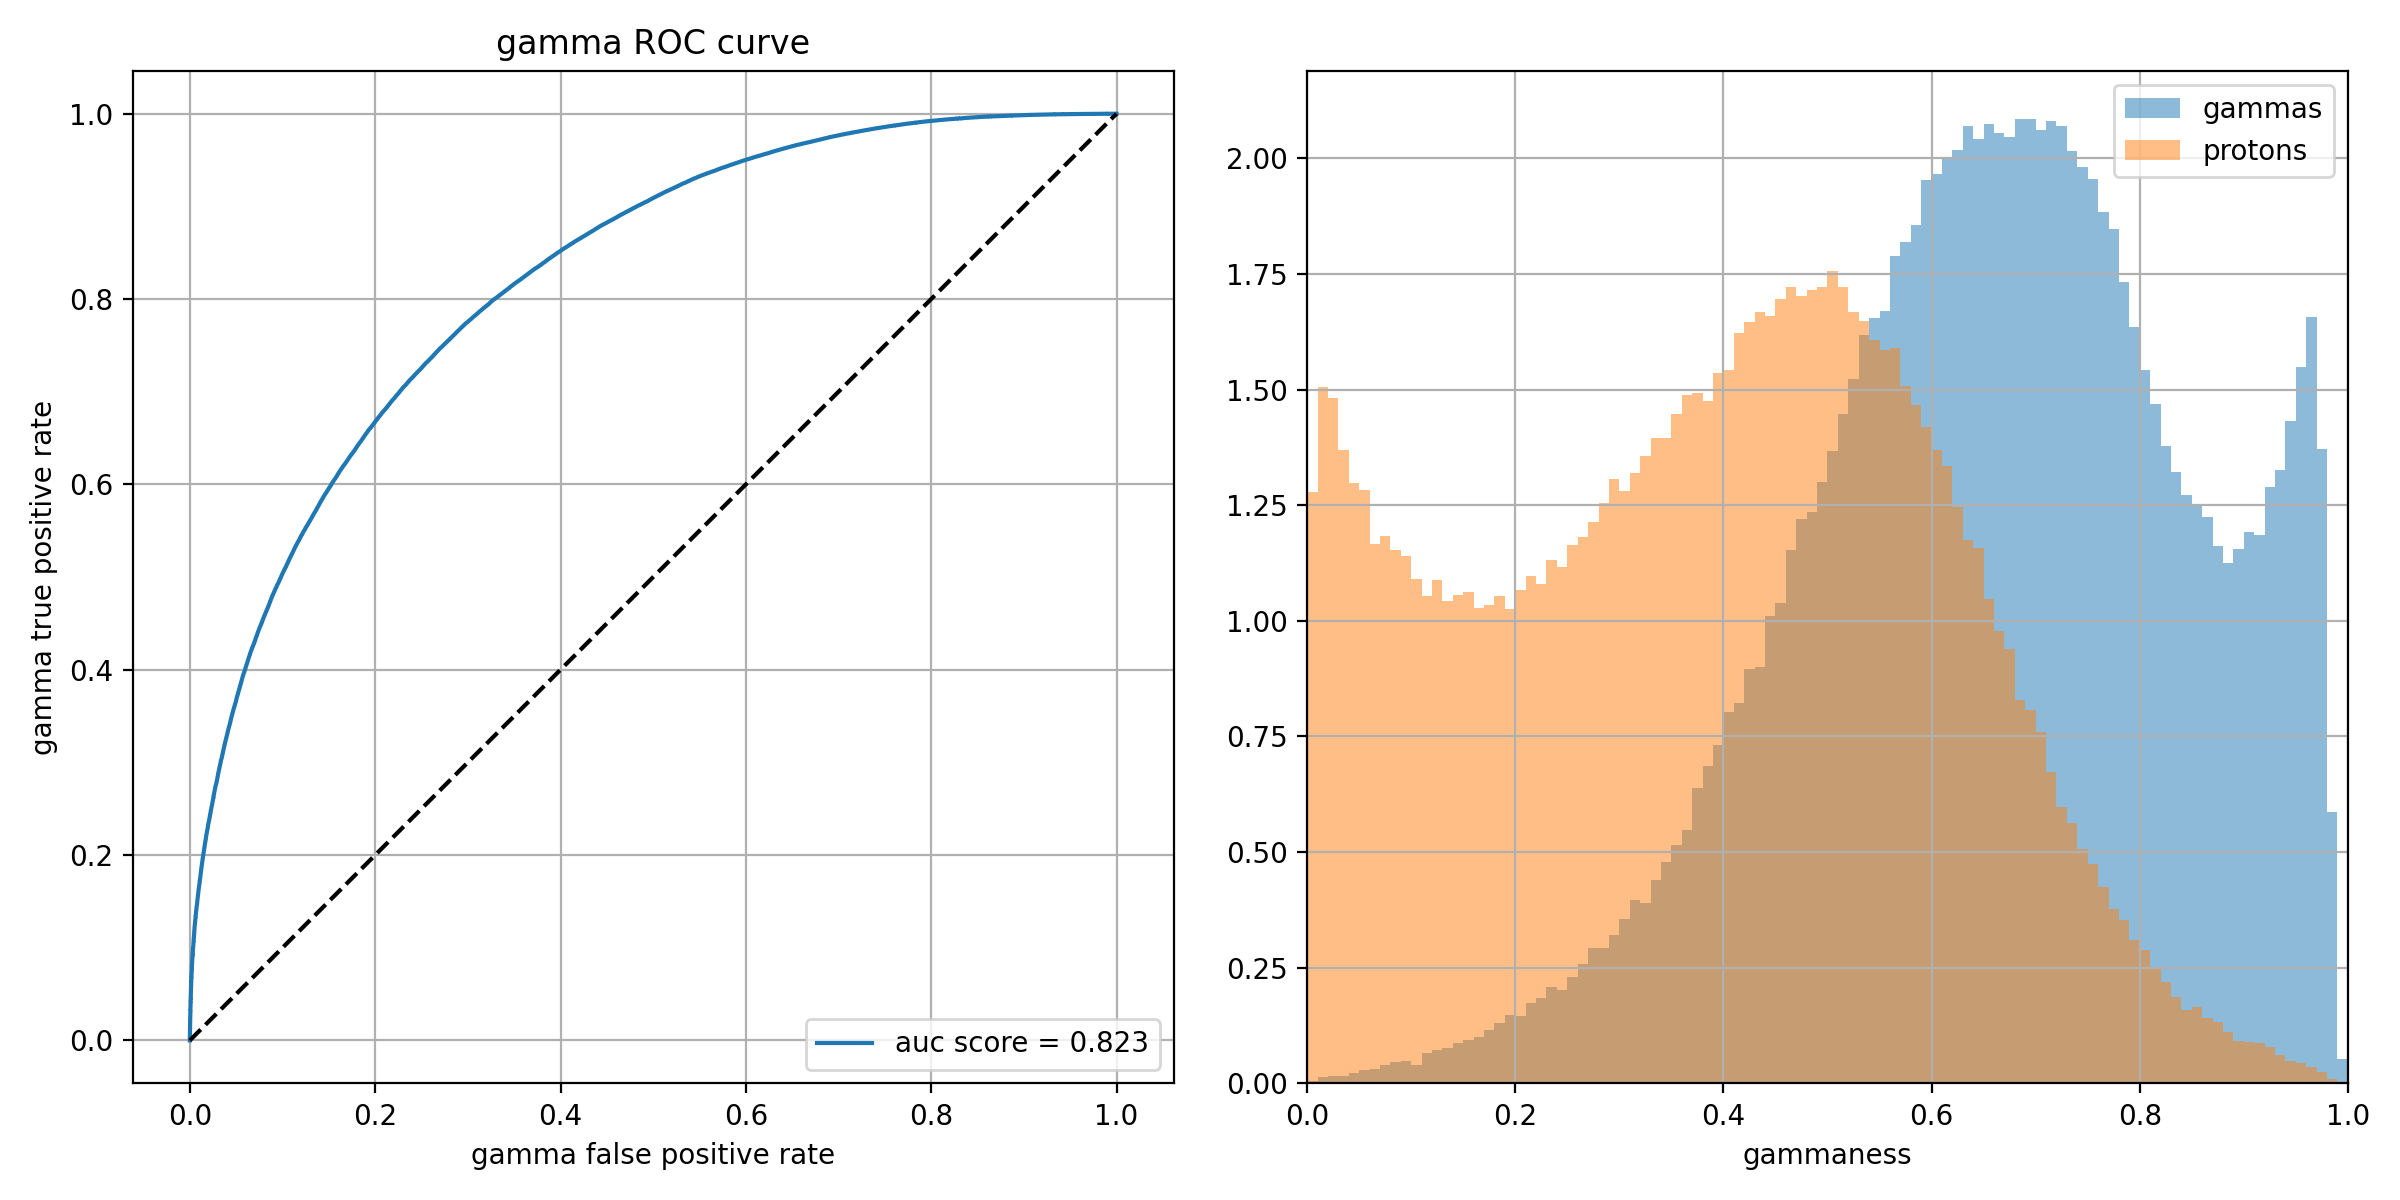 gamma ROC curve
gamma true positive rate
1.0
0.8
0.6
0.4
0.2
0.0
auc score = 0.823
0.0 0.2 0.4 0.6 0.8 1.0
gamma false positive rate
gammas
protons
2.00
1.75
1.50
1.25
1.00
0.75
0.50
0.25
0.00
0.0 0.2 0.4 0.6 0.8 1.0
gammaness